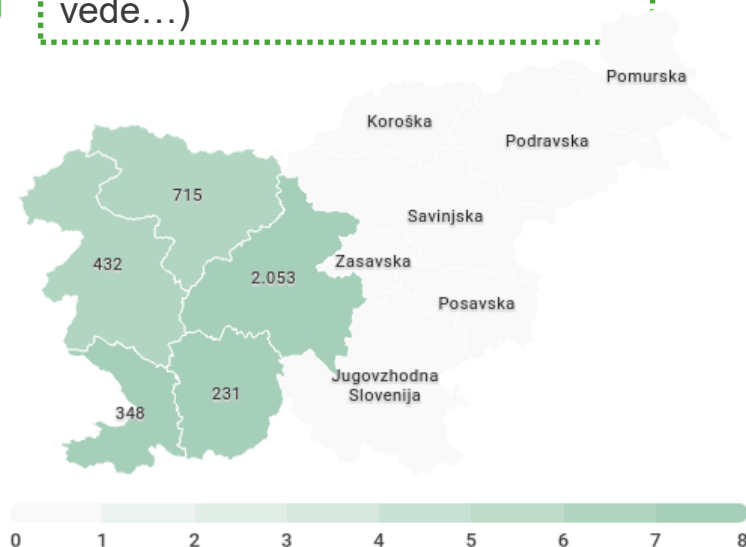 vede…)
Pomurska
Koroška
Podravska
715
Savinjska
432
2.053
Zasavska
Posavska
Jugovzhodna
Slovenija
231
348
0 1 2 3 4 5 6 7 8